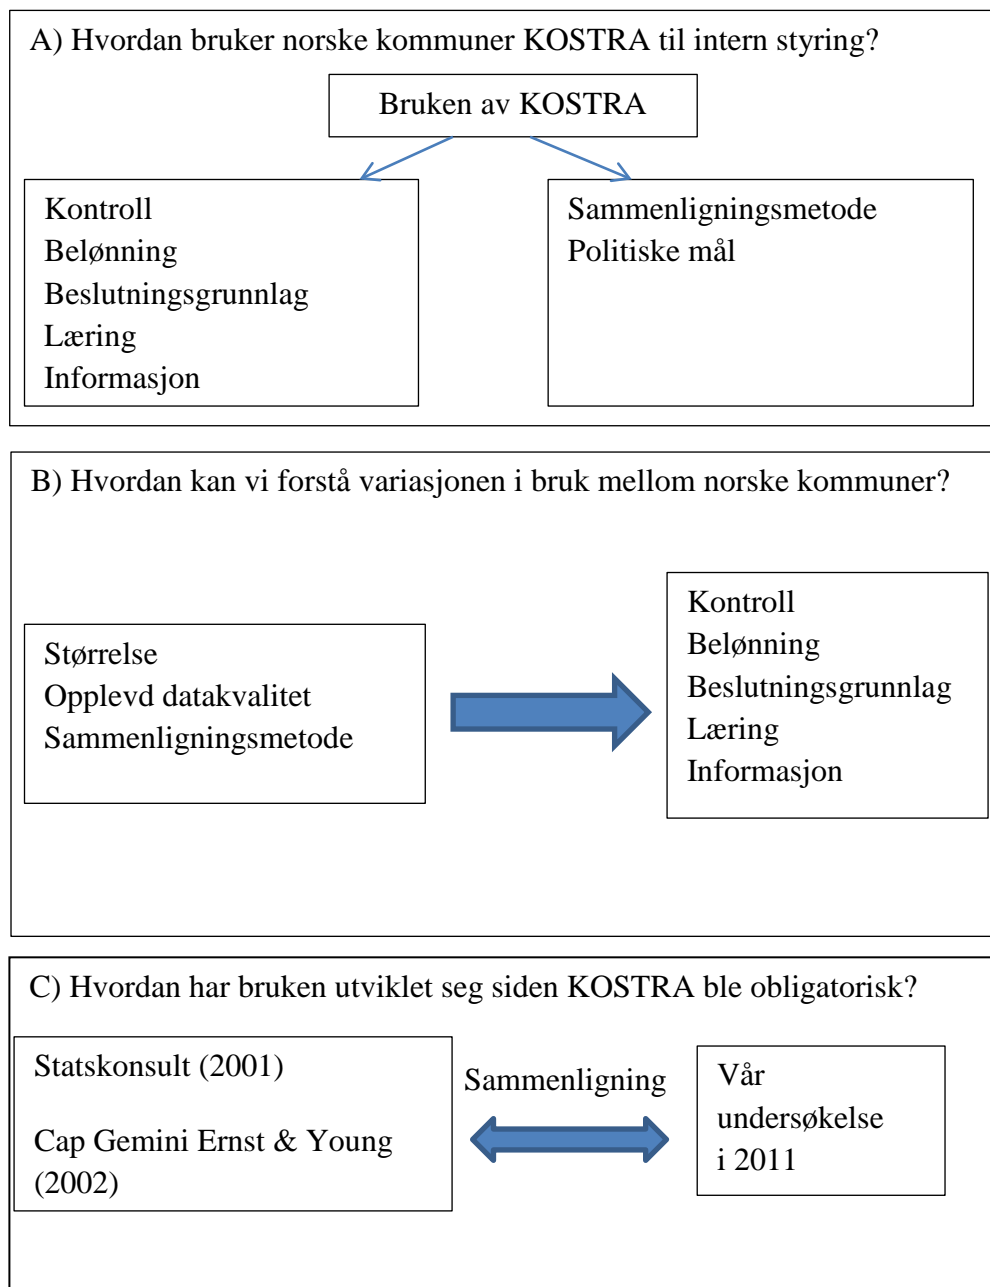 A) Hvordan bruker norske kommuner KOSTRA til intern styring?
Bruken av KOSTRA
Kontroll
Belønning
Beslutningsgrunnlag
Læring
Informasjon
Sammenligningsmetode
Politiske mål
B) Hvordan kan vi forstå variasjonen i bruk mellom norske kommuner?
Størrelse
Opplevd datakvalitet
Sammenligningsmetode
Kontroll
Belønning
Beslutningsgrunnlag
Læring
Informasjon
C) Hvordan har bruken utviklet seg siden KOSTRA ble obligatorisk?
Statskonsult (2001)
Cap Gemini Ernst & Young
(2002)
Sammenligning
Vår
undersøkelse
i 2011